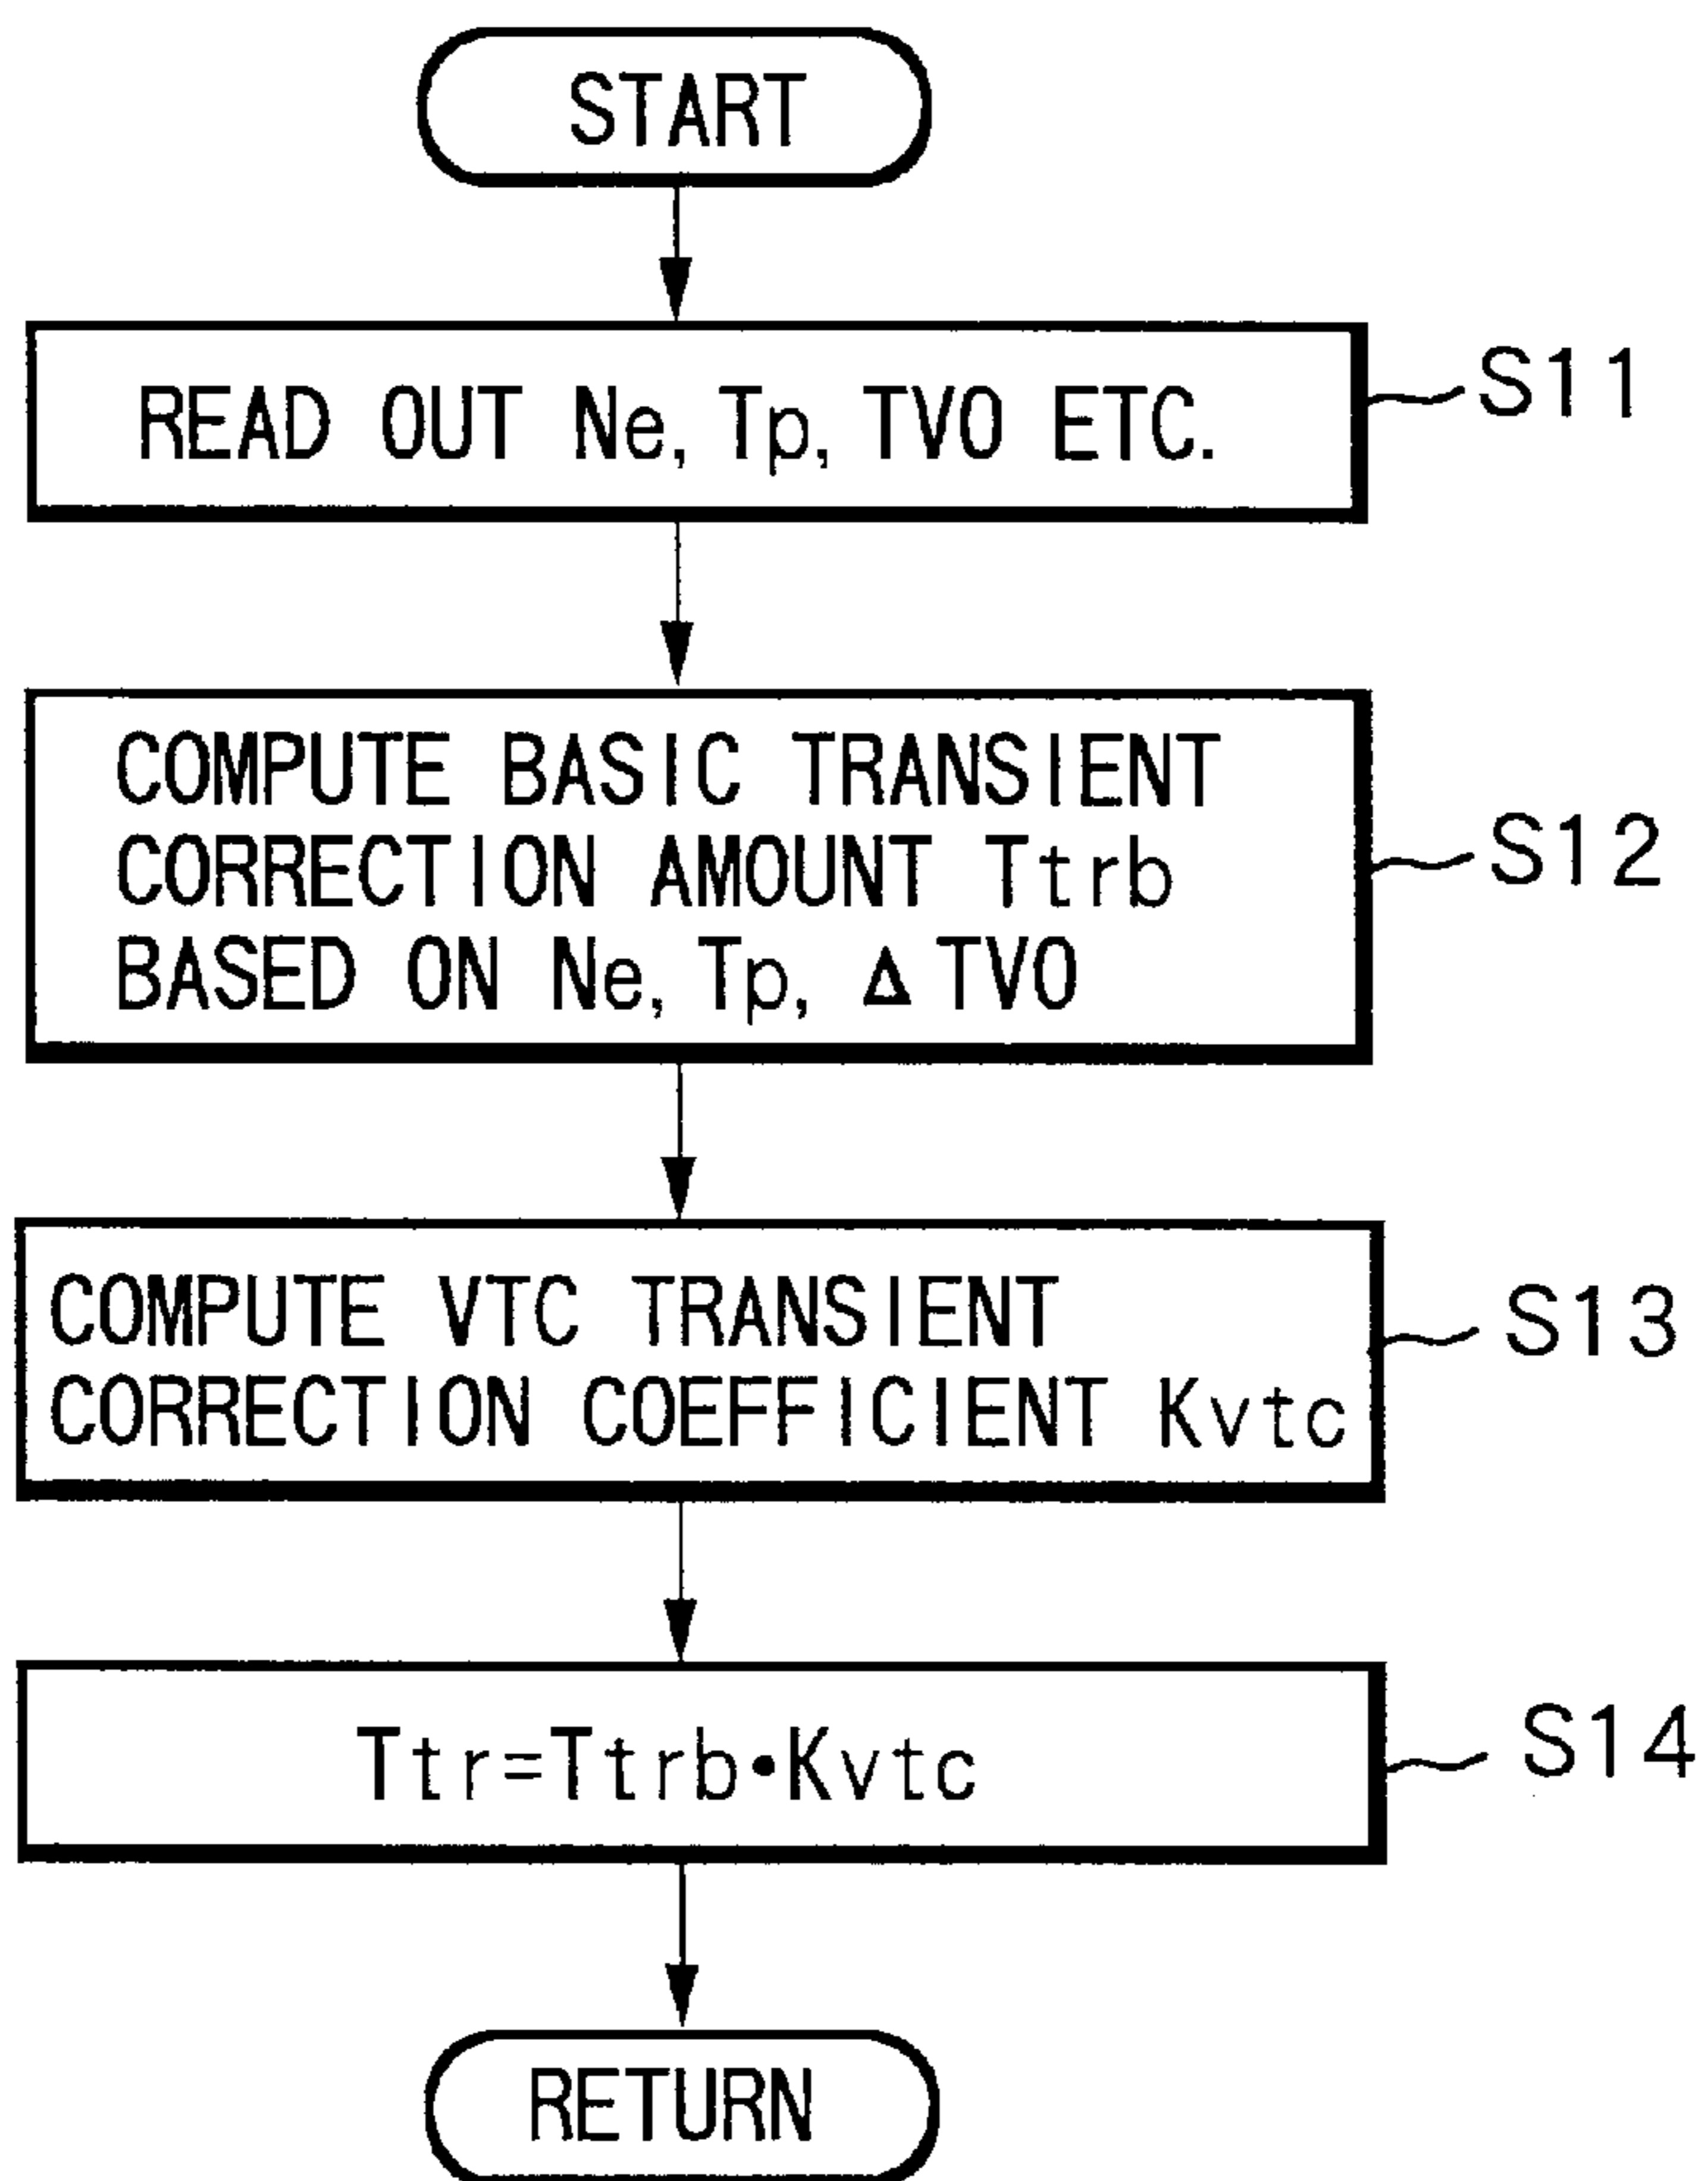 START
READ OUT Ne, Tp, TVO ETC.
S11
COMPUTE BASIC TRANSIENT
CORRECTION AMOUNT Ttrb
BASED ON Ne, Tp, Δ TVO
S12
COMPUTE VTC TRANSIENT
CORRECTION COEFFICIENT Kvtc
S13
Ttr=Ttrb•Kvtc
S14
RETURN